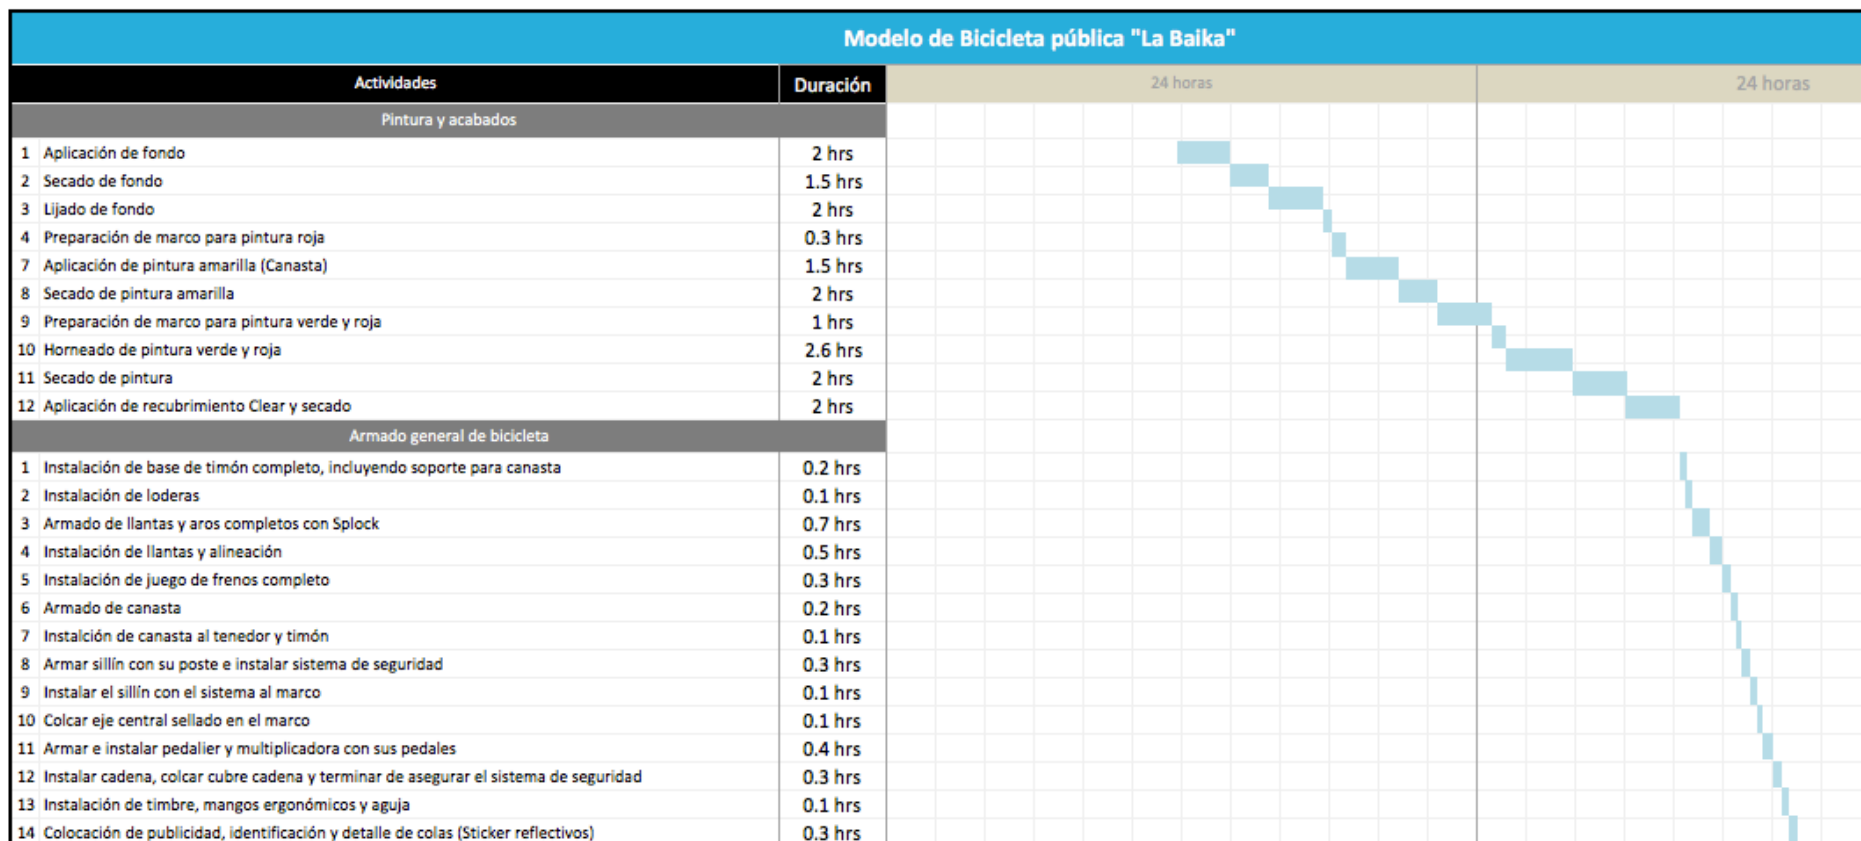 Modelo de Bicicleta pública "La Baika"
Actividades Duración 24 horas 24 horas
Pintura y acabados
1 Aplicación de fondo 2 hrs
2 Secado de fondo 1.5 hrs
3 Lijado de fondo 2 hrs
4 Preparación de marco para pintura roja 0.3 hrs
7 Aplicación de pintura amarilla (Canasta) 1.5 hrs
8 Secado de pintura amarilla 2 hrs
9 Preparación de marco para pintura verde y roja 1 hrs
10 Horneado de pintura verde y roja 2.6 hrs
11 Secado de pintura 2 hrs
12 Aplicación de recubrimiento Clear y secado 2 hrs
Armado general de bicicleta
1 Instalación de base de timón completo, incluyendo soporte para canasta 0.2 hrs
2 Instalación de loderas 0.1 hrs
3 Armado de llantas y aros completos con Splock 0.7 hrs
4 Instalación de llantas y alineación 0.5 hrs
5 Instalación de juego de frenos completo 0.3 hrs
6 Armado de canasta 0.2 hrs
7 Instalción de canasta al tenedor y timón 0.1 hrs
8 Armar sillín con su poste e instalar sistema de seguridad 0.3 hrs
9 Instalar el sillín con el sistema al marco 0.1 hrs
10 Colcar eje central sellado en el marco 0.1 hrs
11 Armar e instalar pedalier y multiplicadora con sus pedales 0.4 hrs
12 Instalar cadena, colcar cubre cadena y terminar de asegurar el sistema de seguridad 0.3 hrs
13 Instalación de timbre, mangos ergonómicos y aguja 0.1 hrs
14 Colocación de publicidad, identificación y detalle de colas (Sticker reflectivos) 0.3 hrs